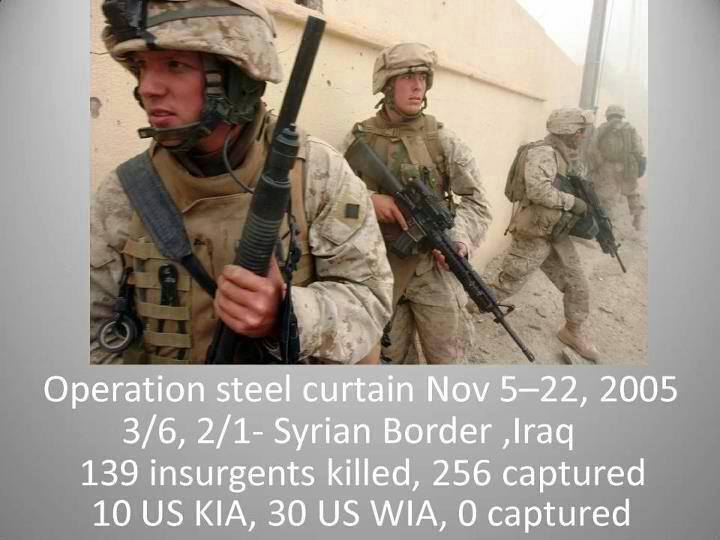 Operation steel curtain Nov 5–22, 2005
3/6, 2/1- Syrian Border ,Iraq
139 insurgents killed, 256 captured
10 US KIA, 30 US WIA, 0 captured